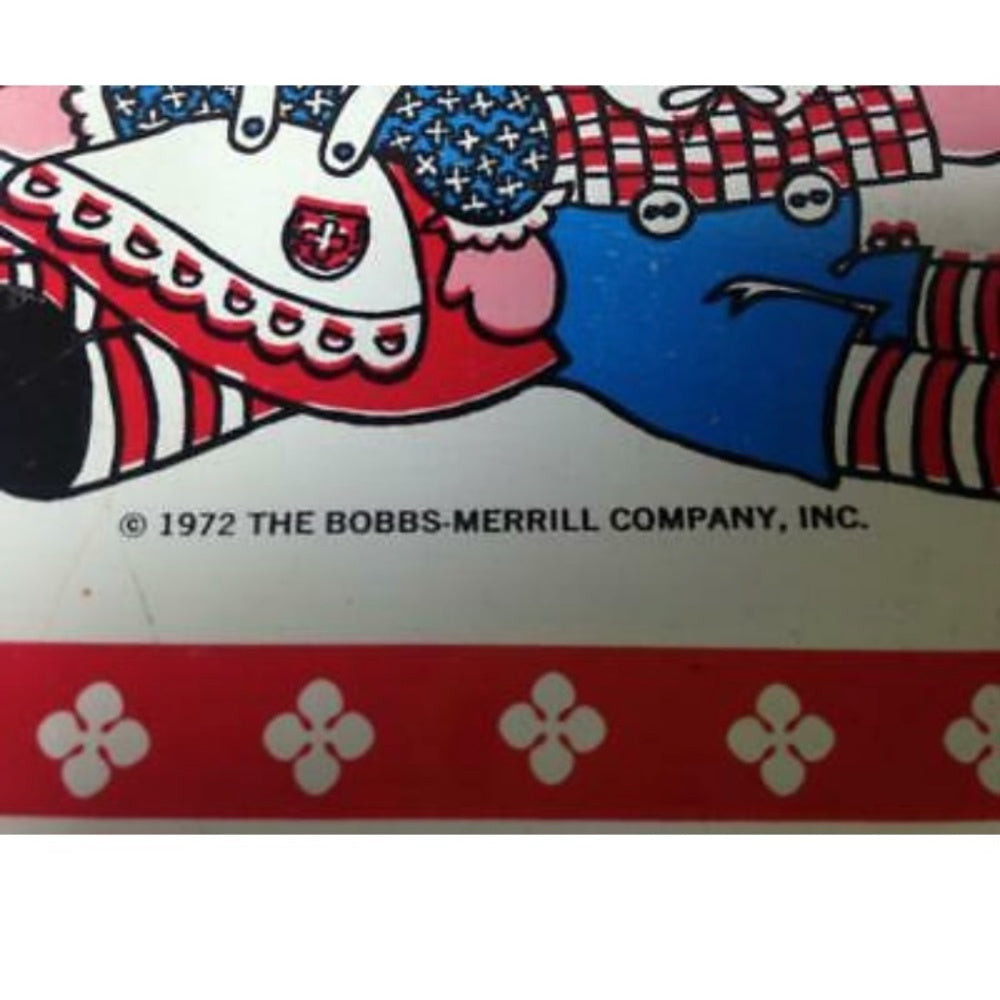 © 1972 THE BOBBS-MERRILL COMPANY, INC.